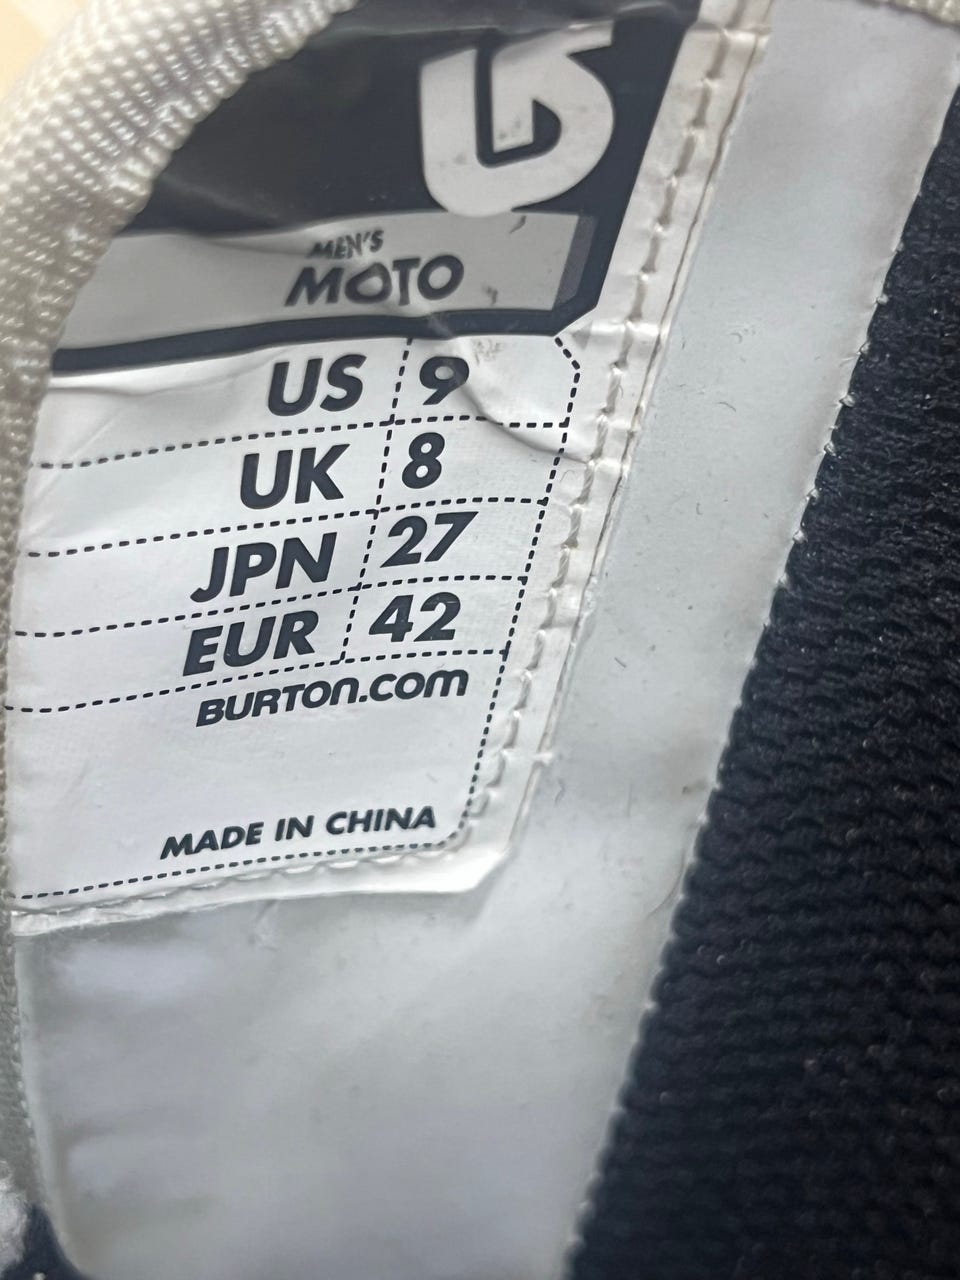 MEN'S
MOTO
US 9
UK 8
JPN 27
EUR 42
BURTON.COM
MADE IN CHINA